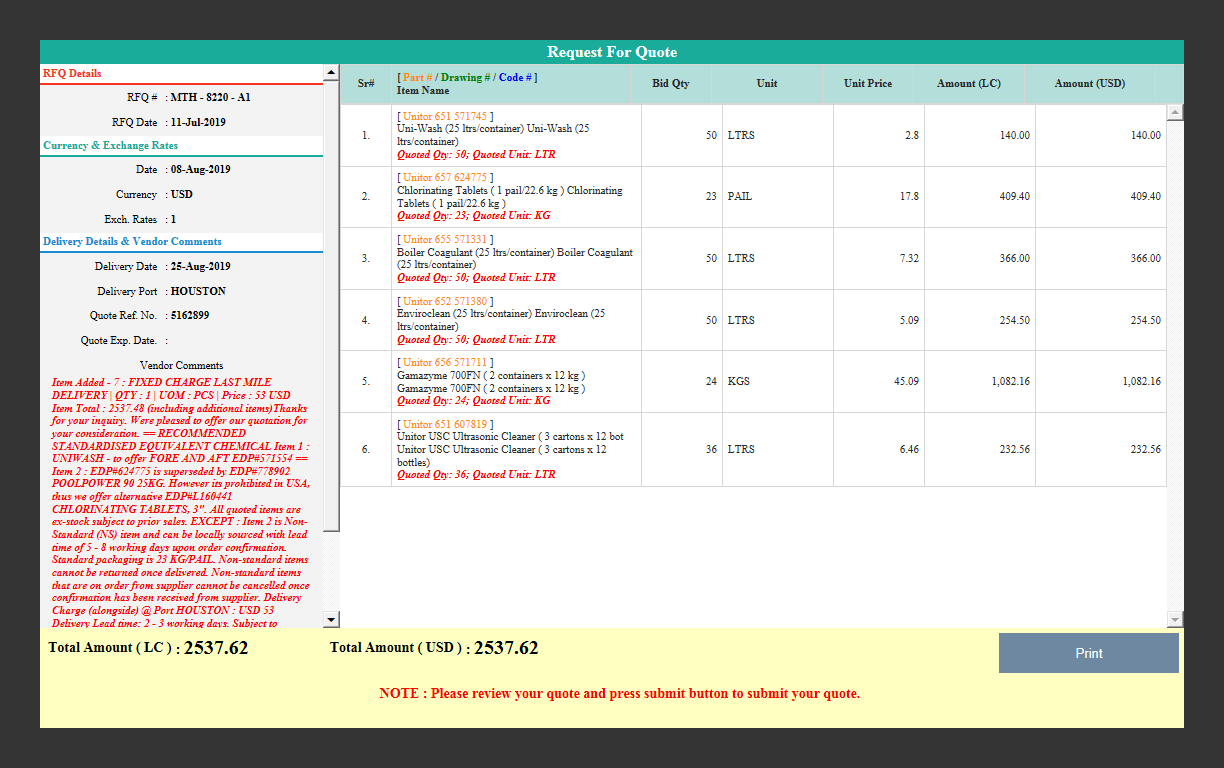 Request For Quote
RFQ Details
RFQ # : MTH - 8220 - A1
RFQ Date : 11-Jul-2019
Currency & Exchange Rates
Date : 08-Aug-2019
Currency : USD
Exch. Rates : 1
Delivery Details & Vendor Comments
Delivery Date : 25-Aug-2019
Delivery Port : HOUSTON
Quote Ref. No. : 5162899
Quote Exp. Date. :
Vendor Comments
Item Added - 7 : FIXED CHARGE LAST MILE
DELIVERY | QTY : 1 | UOM : PCS | Price : 53 USD
Item Total : 2537.48 (including additional items)Thanks
for your inquiry. Were pleased to offer our quotation for
your consideration. == RECOMMENDED
STANDARDISED EQUIVALENT CHEMICAL Item 1 :
UNIWASH - to offer FORE AND AFT EDP#571554 ==
Item 2 : EDP#624775 is superseded by EDP#778902
POOLPOWER 90 25KG. However its prohibited in USA,
thus we offer alternative EDP#L160441
CHLORINATING TABLETS, 3". All quoted items are
ex-stock subject to prior sales. EXCEPT : Item 2 is Non-
Standard (NS) item and can be locally sourced with lead
time of 5 - 8 working days upon order confirmation.
Standard packaging is 23 KG/PAIL. Non-standard items
cannot be returned once delivered. Non-standard items
that are on order from supplier cannot be cancelled once
confirmation has been received from supplier. Delivery
Charge (alongside) @ Port HOUSTON : USD 53
Delivery Lead time: 2 - 3 working days. Subject to
Sr# [ Part # / Drawing # / Code # ] Bid Qty Unit Unit Price Amount (LC) Amount (USD)
Item Name
[ Unitor 651 571745 ]
1. Uni-Wash (25 ltrs/container) Uni-Wash (25 50 LTRS 2.8 140.00 140.00
ltrs/container)
Quoted Qty: 50; Quoted Unit: LTR
[ Unitor 657 624775 ]
2. Chlorinating Tablets ( 1 pail/22.6 kg ) Chlorinating 23 PAIL 17.8 409.40 409.40
Tablets ( 1 pail/22.6 kg )
Quoted Qty: 23; Quoted Unit: KG
[ Unitor 655 571331 ]
3. Boiler Coagulant (25 ltrs/container) Boiler Coagulant 50 LTRS 7.32 366.00 366.00
(25 ltrs/container)
Quoted Qty: 50; Quoted Unit: LTR
[ Unitor 652 571380 ]
4. Enviroclean (25 ltrs/container) Enviroclean (25 50 LTRS 5.09 254.50 254.50
ltrs/container)
Quoted Qty: 50; Quoted Unit: LTR
[ Unitor 656 571711 ]
5. Gamazyme 700FN ( 2 containers x 12 kg ) 24 KGS 45.09 1,082.16 1,082.16
Gamazyme 700FN ( 2 containers x 12 kg )
Quoted Qty: 24; Quoted Unit: KG
[ Unitor 651 607819 ]
Unitor USC Ultrasonic Cleaner ( 3 cartons x 12 bot
6. Unitor USC Ultrasonic Cleaner ( 3 cartons x 12 36 LTRS 6.46 232.56 232.56
bottles)
Quoted Qty: 36; Quoted Unit: LTR
Total Amount ( LC ) : 2537.62 Total Amount ( USD ) : 2537.62
Print
NOTE : Please review your quote and press submit button to submit your quote.